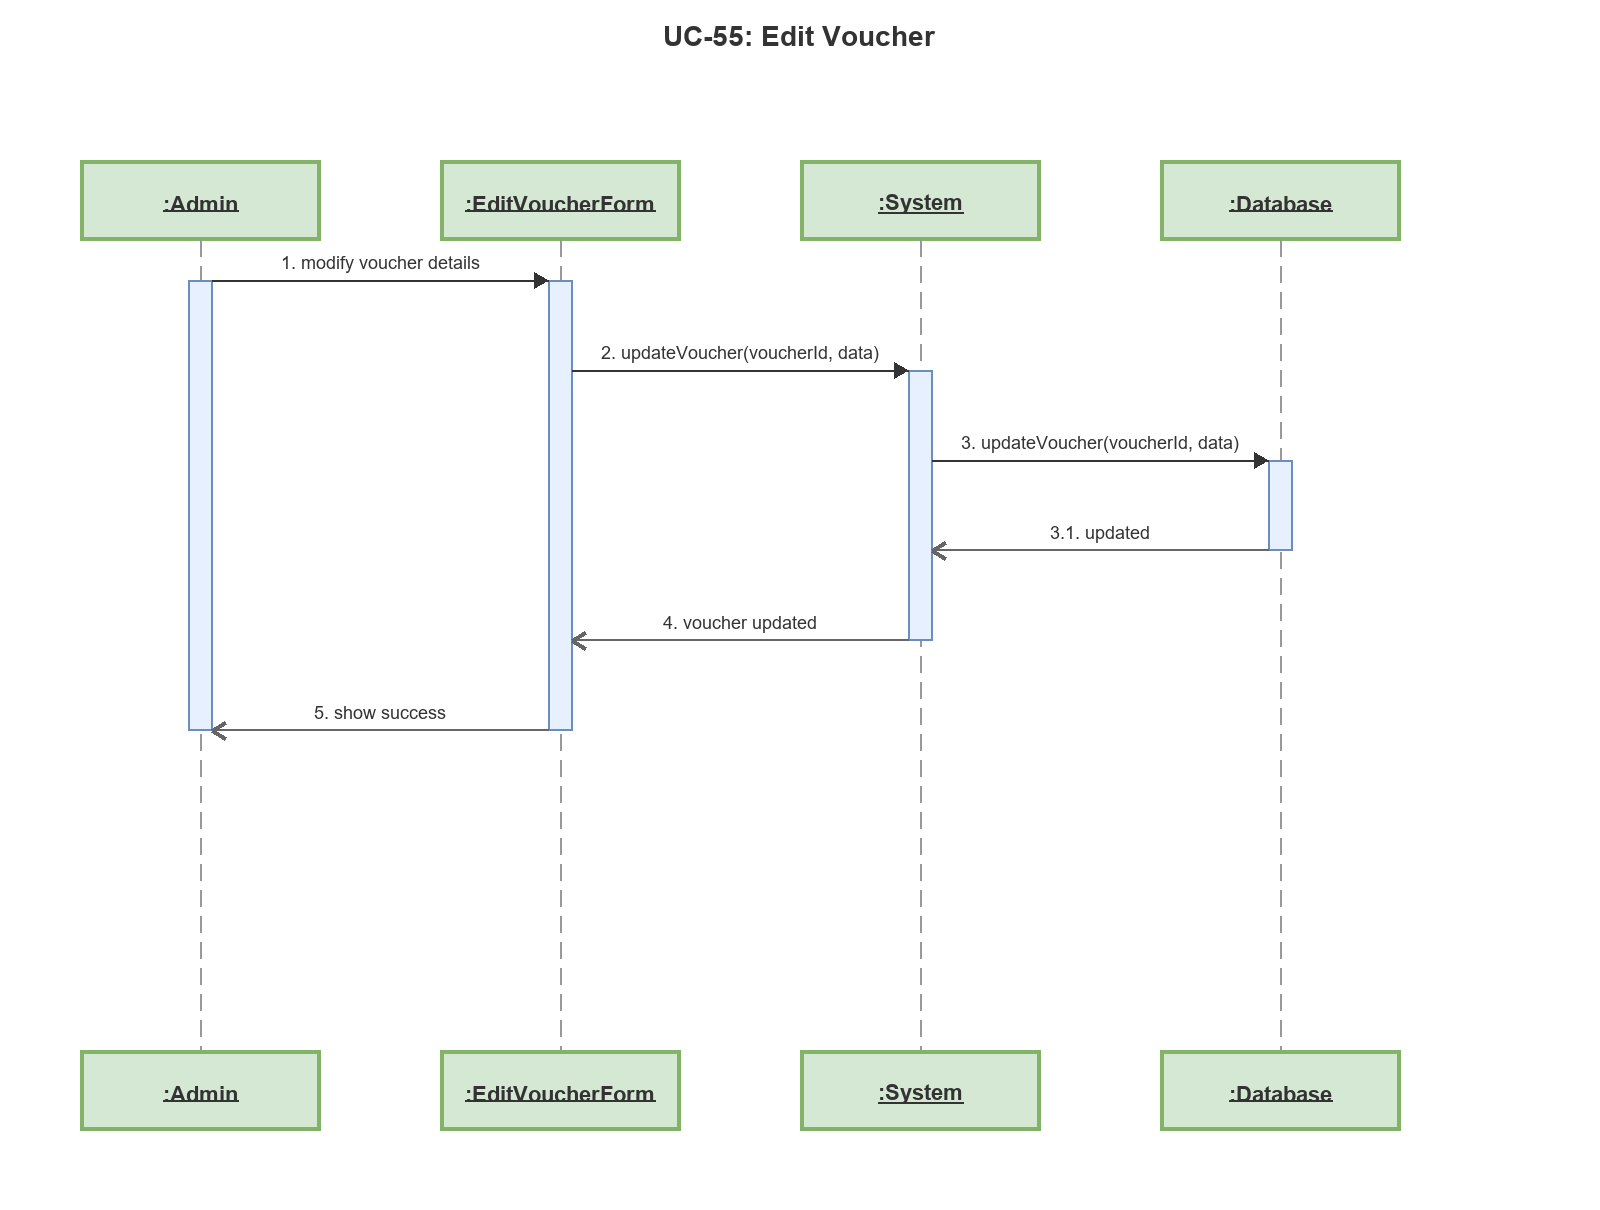 UC-55: Edit Voucher
:Admin
:EditVoucherForm
:System
:Database
1. modify voucher details
2. updateVoucher(voucherId, data)
3. updateVoucher(voucherId, data)
3.1. updated
4. voucher updated
5. show success
:Admin
:EditVoucherForm
:System
:Database